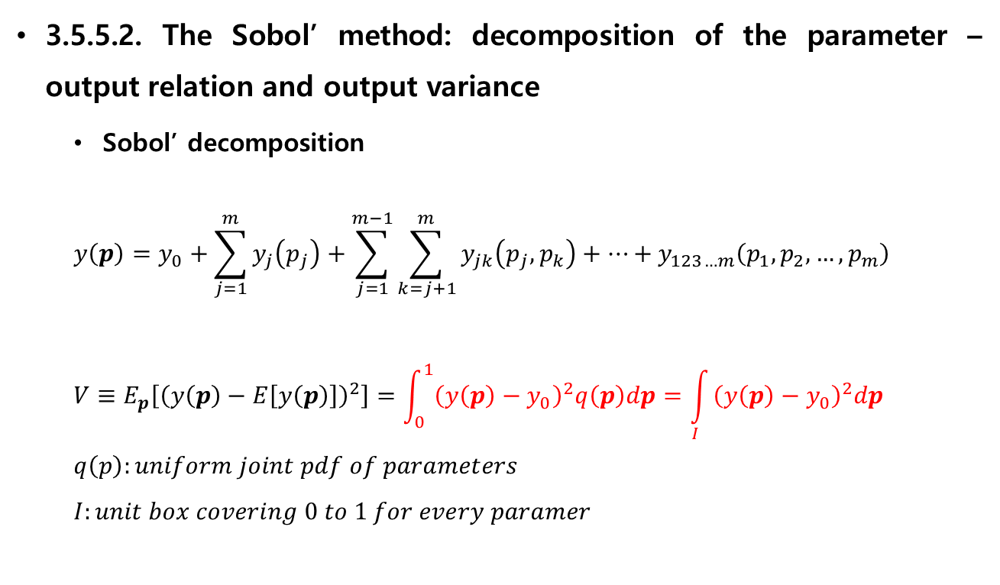 • 3.5.5.2. The Sobol’ method: decomposition of the parameter –
output relation and output variance
• Sobol’ decomposition
$y(\boldsymbol{p}) = y_0 + \sum_{j=1}^{m} y_j(p_j) + \sum_{j=1}^{m-1} \sum_{k=j+1}^{m} y_{jk}(p_j, p_k) + \cdots + y_{123\ldots m}(p_1, p_2, \ldots, p_m)$
$V \equiv E_{\boldsymbol{p}}[(y(\boldsymbol{p}) - E[y(\boldsymbol{p})])^2] = \int_0^1 (y(\boldsymbol{p}) - y_0)^2 q(\boldsymbol{p}) d\boldsymbol{p} = \int_I (y(\boldsymbol{p}) - y_0)^2 d\boldsymbol{p}$
q(p): uniform joint pdf of parameters
I: unit box covering 0 to 1 for every paramer